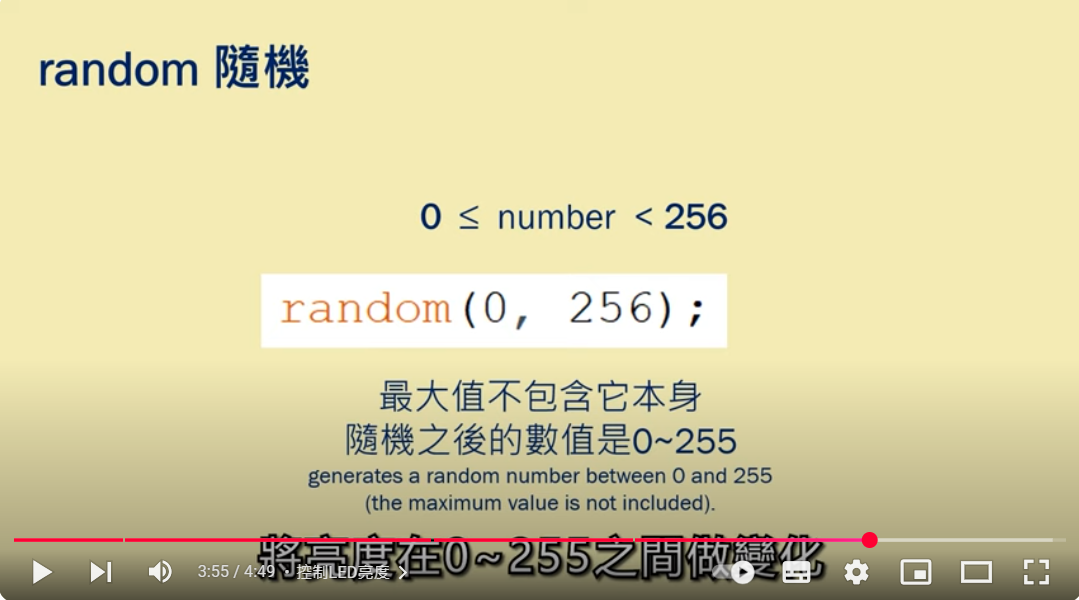 random 隨機
0 ≤ number < 256
random(0, 256);
最大值不包含它本身
隨機之後的數值是0~255
generates a random number between 0 and 255
(the maximum value is not included).
將亮度在0~255之間做變化
3:55 / 4:49 · 控制LED亮度